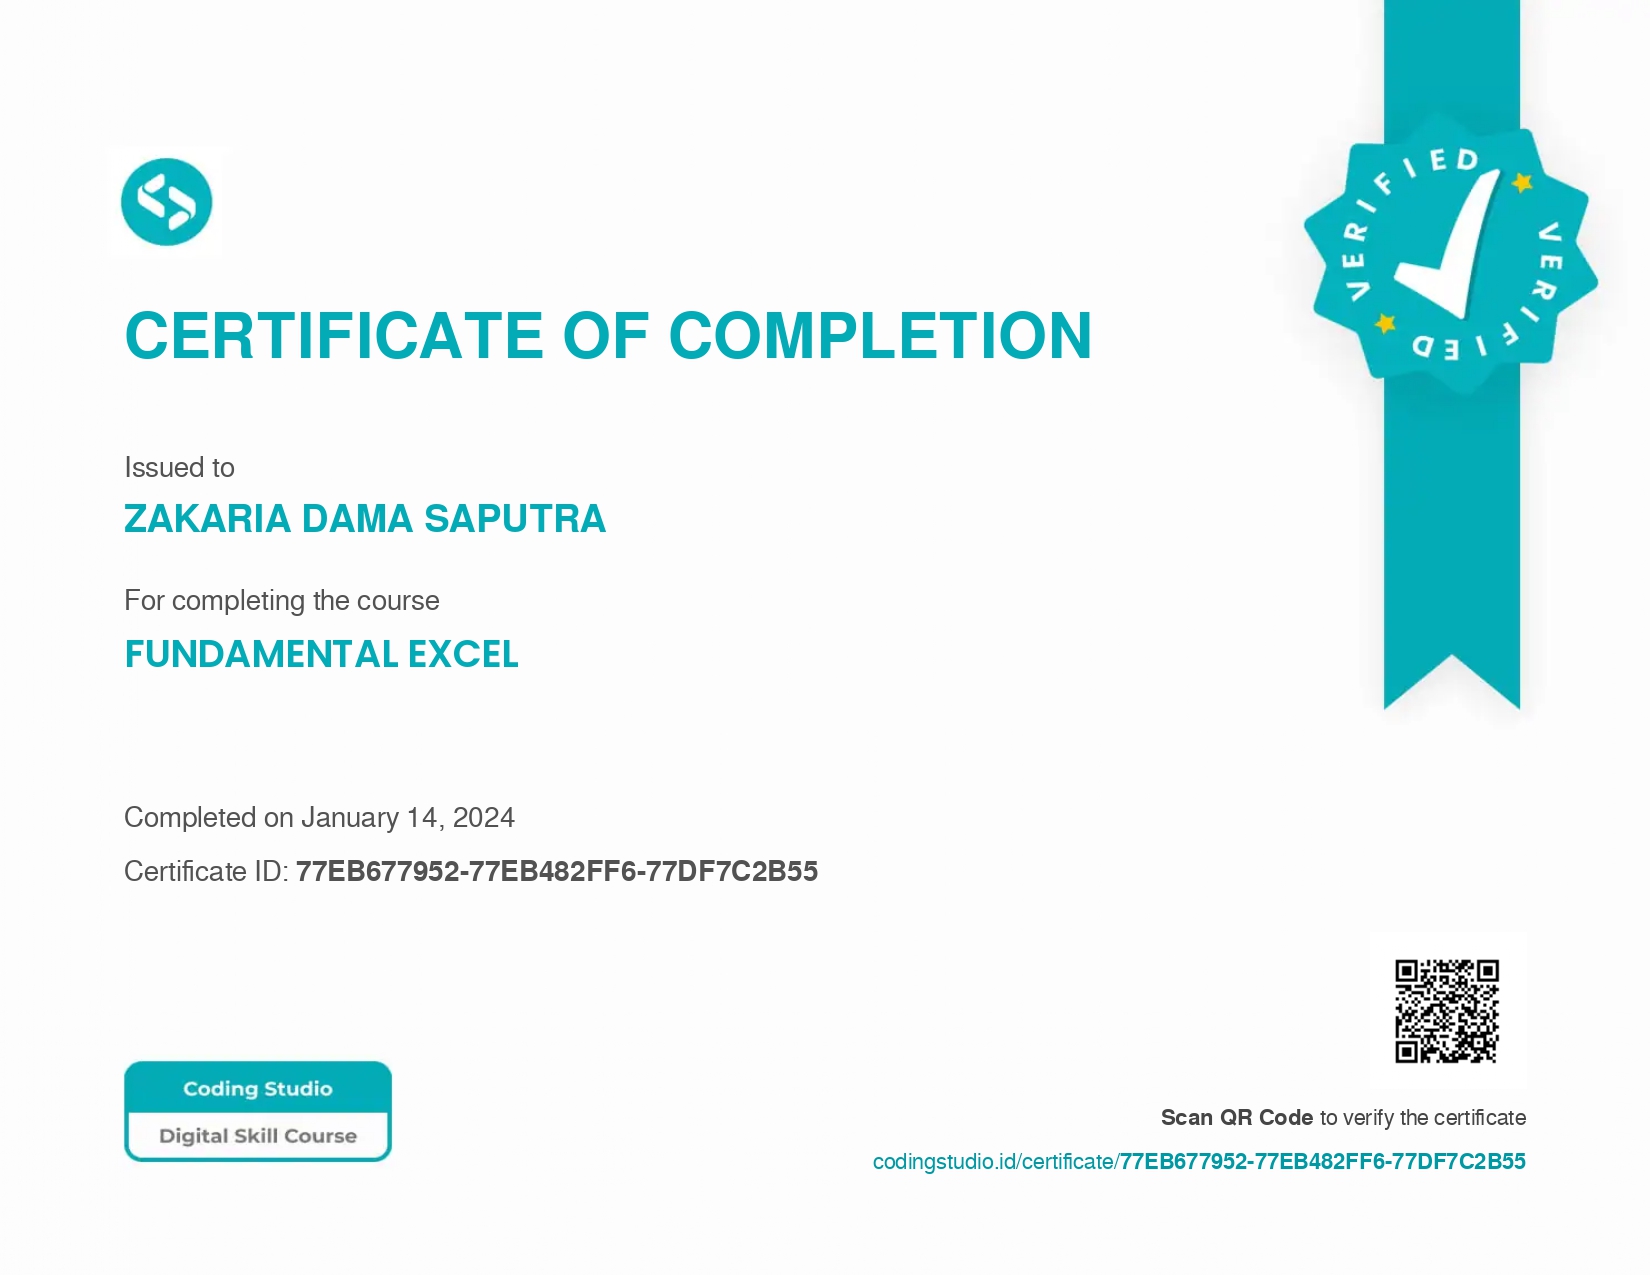 VERIFIED
VERIFIED
CERTIFICATE OF COMPLETION
Issued to
ZAKARIA DAMA SAPUTRA
For completing the course
FUNDAMENTAL EXCEL
Completed on January 14, 2024
Certificate ID: 77EB677952-77EB482FF6-77DF7C2B55
Coding Studio
Digital Skill Course
Scan QR Code to verify the certificate
codingstudio.id/certificate/77EB677952-77EB482FF6-77DF7C2B55